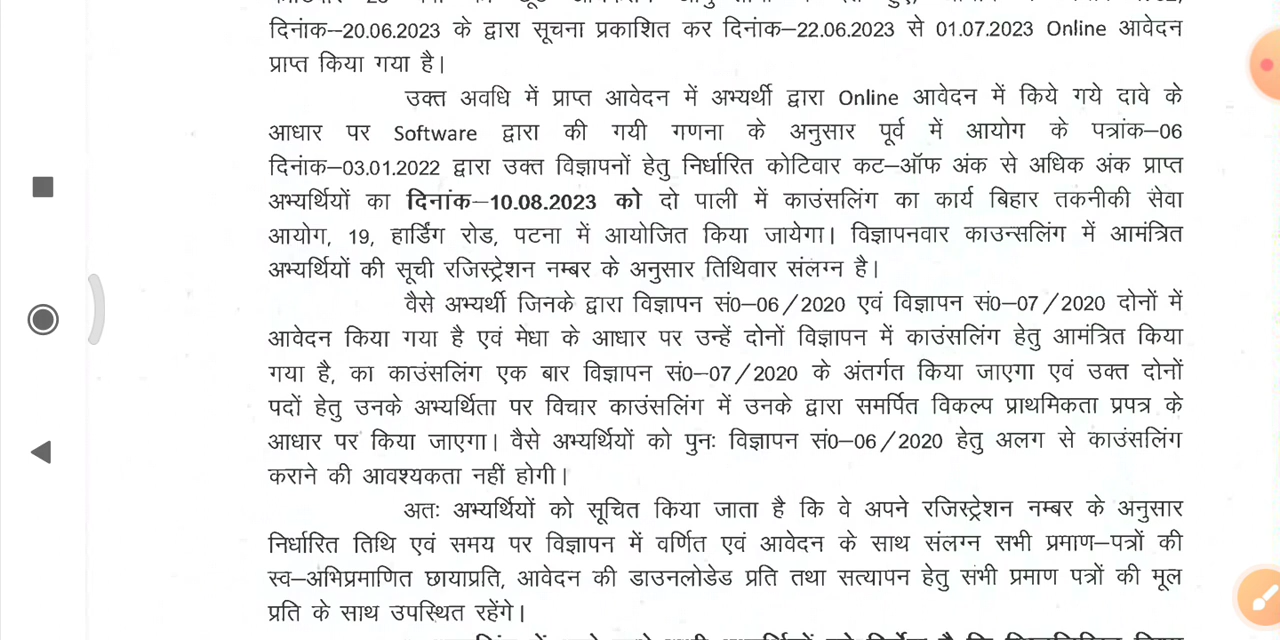 दिनांक–20.06.2023 के द्वारा सूचना प्रकाशित कर दिनांक–22.06.2023 से 01.07.2023 Online आवेदन
प्राप्त किया गया है।
उक्त अवधि में प्राप्त आवेदन में अभ्यर्थी द्वारा Online आवेदन में किये गये दावे के
आधार पर Software द्वारा की गयी गणना के अनुसार पूर्व में आयोग के पत्रांक–06
दिनांक–03.01.2022 द्वारा उक्त विज्ञापनों हेतु निर्धारित कोटिवार कट–ऑफ अंक से अधिक अंक प्राप्त
अभ्यर्थियों का दिनांक–10.08.2023 को दो पाली में काउंसलिंग का कार्य बिहार तकनीकी सेवा
आयोग, 19, हार्डिंग रोड, पटना में आयोजित किया जायेगा। विज्ञापनवार काउन्सलिंग में आमंत्रित
अभ्यर्थियों की सूची रजिस्ट्रेशन नम्बर के अनुसार तिथिवार संलग्न है।
वैसे अभ्यर्थी जिनके द्वारा विज्ञापन सं0–06/2020 एवं विज्ञापन सं0–07/2020 दोनों में
आवेदन किया गया है एवं मेधा के आधार पर उन्हें दोनों विज्ञापन में काउंसलिंग हेतु आमंत्रित किया
गया है, का काउंसलिंग एक बार विज्ञापन सं0–07/2020 के अंतर्गत किया जाएगा एवं उक्त दोनों
पदों हेतु उनके अभ्यर्थिता पर विचार काउंसलिंग में उनके द्वारा समर्पित विकल्प प्राथमिकता प्रपत्र के
आधार पर किया जाएगा। वैसे अभ्यर्थियों को पुनः विज्ञापन सं0–06/2020 हेतु अलग से काउंसलिंग
कराने की आवश्यकता नहीं होगी।
अतः अभ्यर्थियों को सूचित किया जाता है कि वे अपने रजिस्ट्रेशन नम्बर के अनुसार
निर्धारित तिथि एवं समय पर विज्ञापन में वर्णित एवं आवेदन के साथ संलग्न सभी प्रमाण–पत्रों की
स्व–अभिप्रमाणित छायाप्रति, आवेदन की डाउनलोडेड प्रति तथा सत्यापन हेतु सभी प्रमाण पत्रों की मूल
प्रति के साथ उपस्थित रहेंगे।